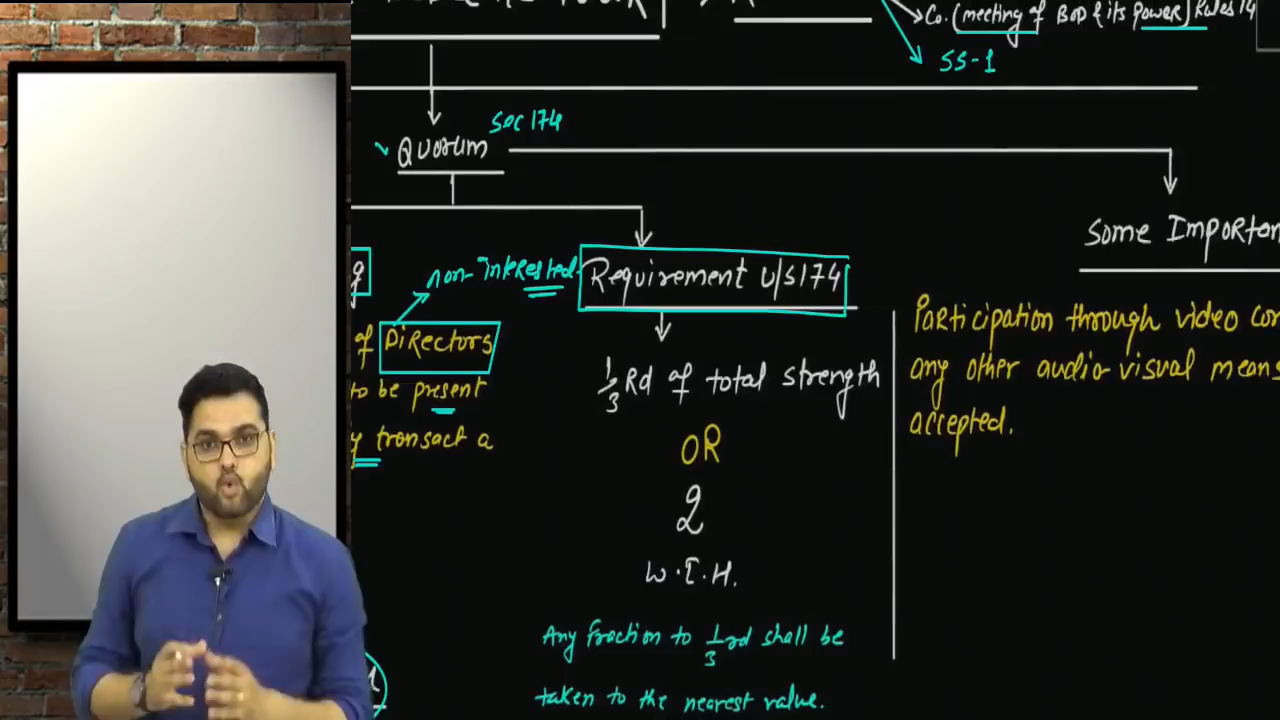 Co. (meeting of BOD & its Power) Rules 14
SS-1
Sec 174
Quorum
Some Importan
non-interested
Requirement U/S 174
of Directors
to be present
y transact a
1/3 Rd of total strength
OR
2
W.I.H.
Any fraction to 1/3rd shall be
taken to the nearest value.
Participation through video con
any other audio visual means
accepted.